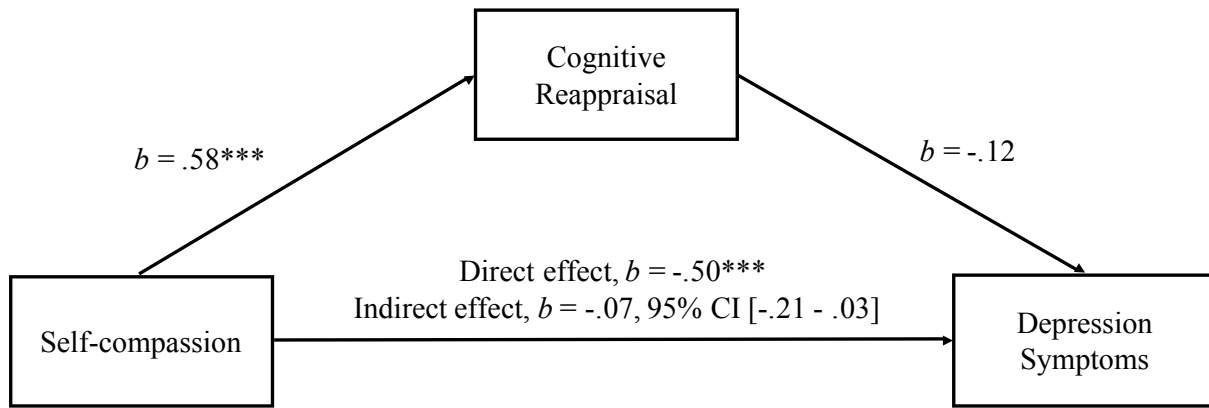 Cognitive
Reappraisal
b = .58***
b = -.12
Direct effect, b = -.50***
Indirect effect, b = -.07, 95% CI [-.21 - .03]
Self-compassion
Depression
Symptoms